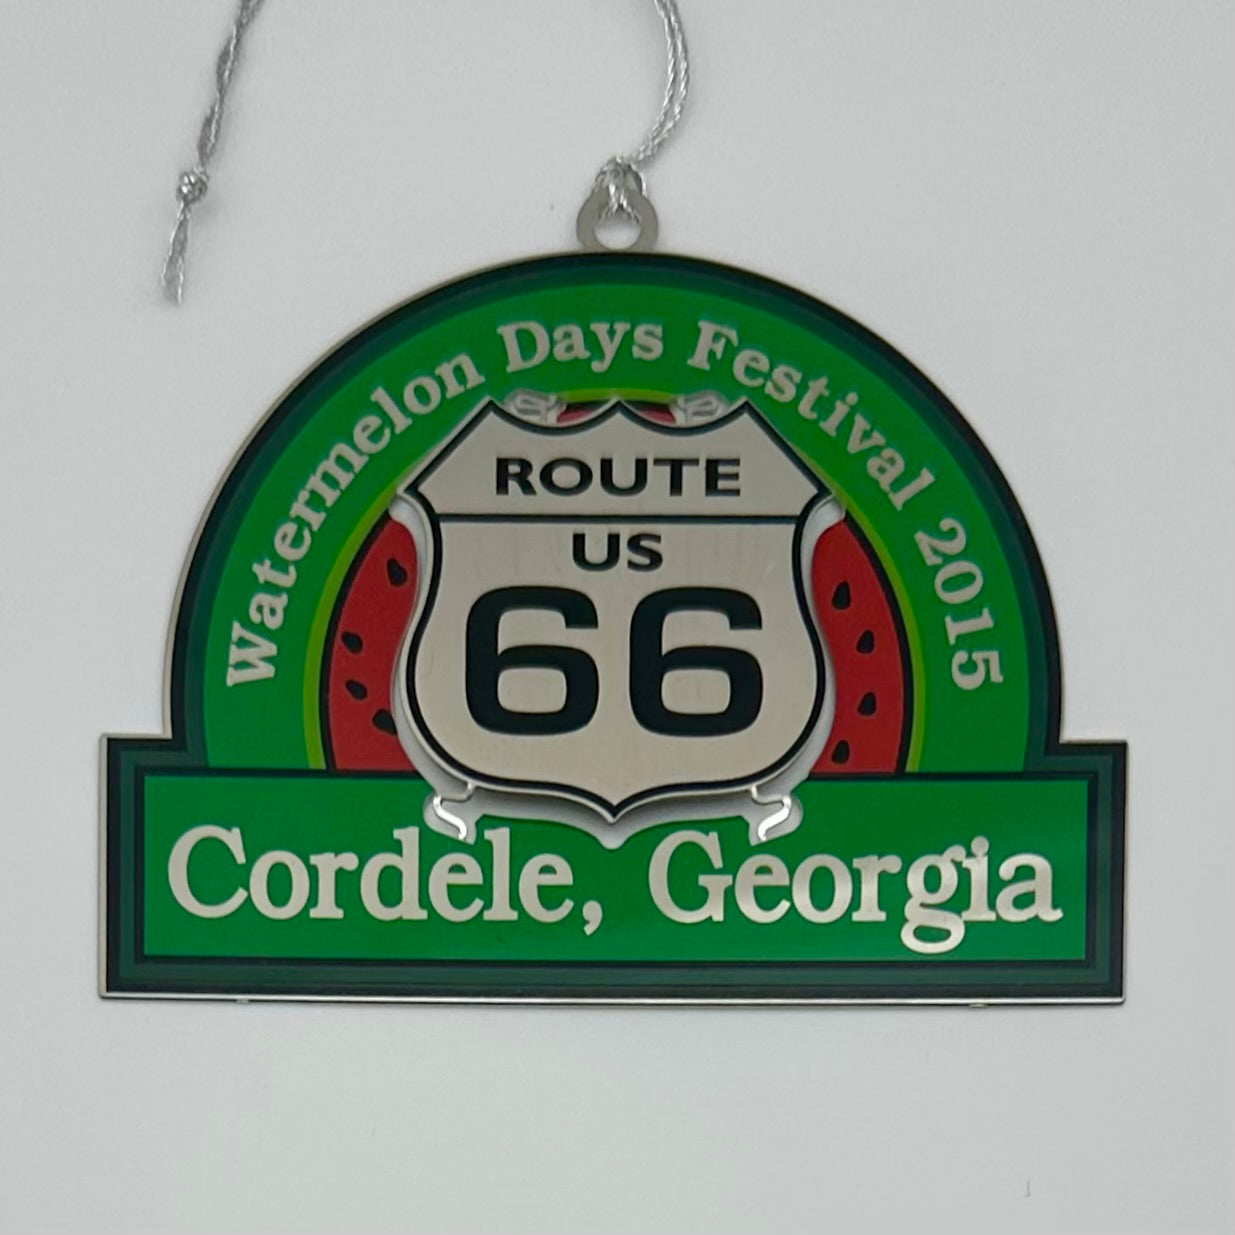 Watermelon Days Festival 2015
ROUTE
US
66
Cordele, Georgia